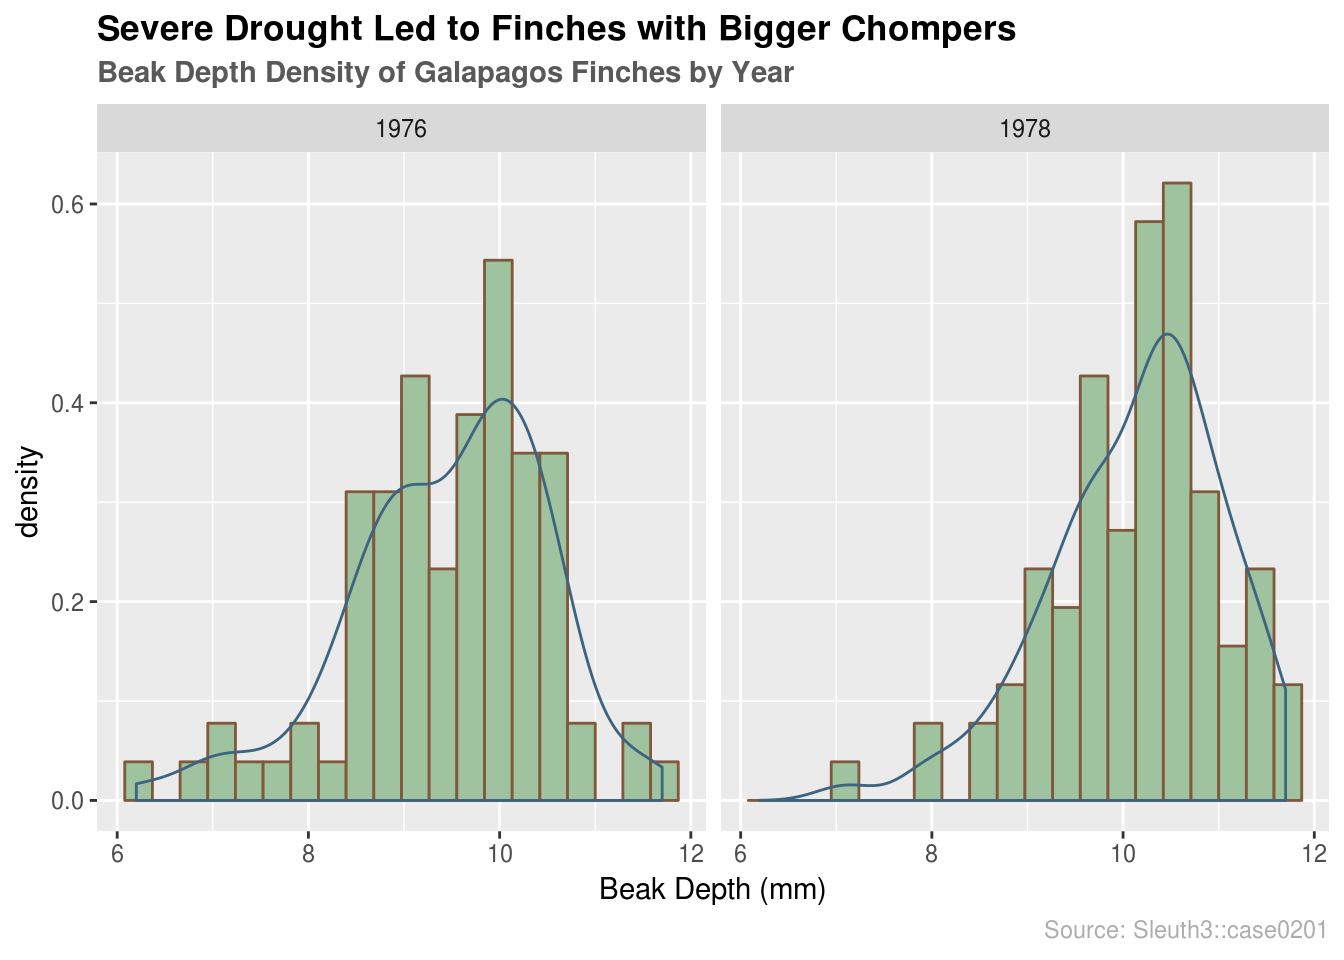 Severe Drought Led to Finches with Bigger Chompers
Beak Depth Density of Galapagos Finches by Year
1976
1978
0.6
0.4
0.2
0.0
density
6
8
10
12
6
8
10
12
Beak Depth (mm)
Source: Sleuth3::case0201